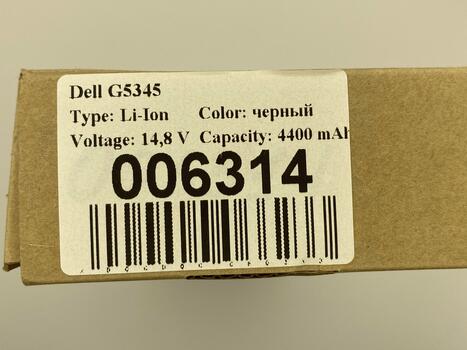 Dell G5345
Type: Li-Ion Color: черный
Voltage: 14,8 V Capacity: 4400 mAh
006314